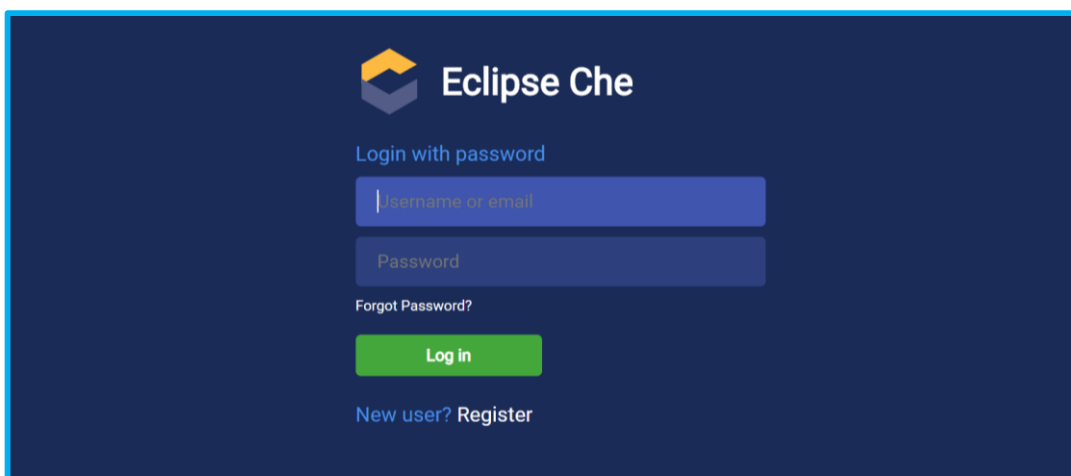 Eclipse Che
Login with password
Username or email
Password
Forgot Password?
Log in
New user? Register